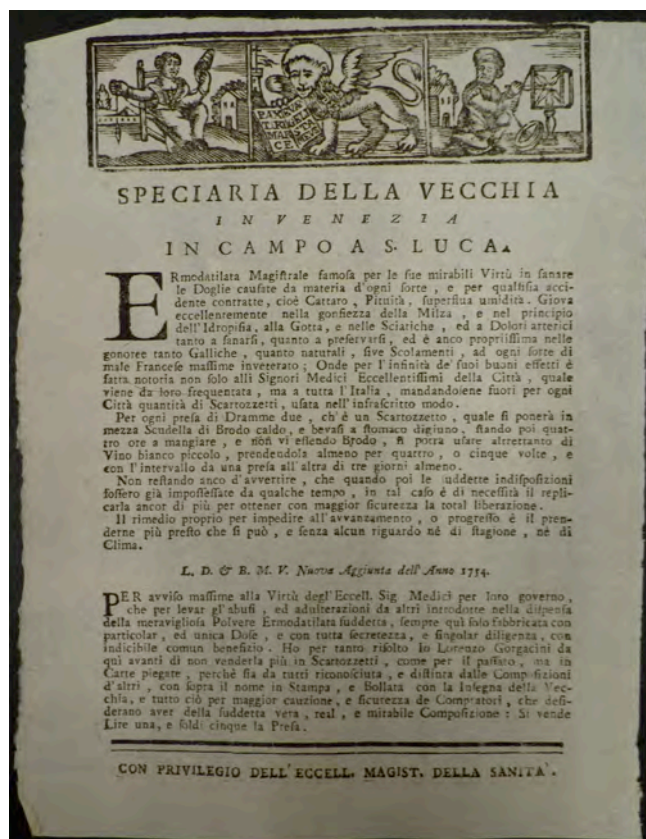 PAX
TIBI
MAR
CE
SPECIARIA DELLA VECCHIA
IN VENEZIA
IN CAMPO A S. LUCA.
ERmodatilata Magiſtrale famoſa per le ſue mirabili Virtù in ſanare
le Doglie cauſate da materia d'ogni ſorte, e per qualſiſia acci-
dente contratte, cioè Cattaro, Pituità, ſuperflua umidità. Giova
eccellentemente nella gonfiezza della Milza, e nel principio
dell'Idropiſia, alla Gotta, e nelle Sciatiche, ed a Dolori arterici
tanto a ſanarſi, quanto a preſervarſi, ed é anco propriiſſima nelle
gonoree tanto Galliche, quanto naturali, ſive Scolamenti, ad ogni ſorte di
male Franceſe maſſime inveterato; Onde per l'infinità de' ſuoi buoni effetti é
fatta notoria non ſolo alli Signori Medici Eccellentiſſimi della Città, quale
viene da loro frequentata, ma a tutta l'Italia, mandandoſene fuori per ogni
Città quantità di Scartozzetti, uſata nell'infraſcritto modo.
Per ogni preſa di Dramme due, ch'é un Scartozzetto, quale ſi ponerà in
mezza Scudella di Brodo caldo, e bevaſi a ſtomaco digiuno, ſtando poi quat-
tro ore a mangiare, e non vi eſſendo Brodo, ſi potrà uſare altrettanto di
Vino bianco piccolo, prendendola almeno per quattro, o cinque volte, e
con l'intervallo da una preſa all'altra di tre giorni almeno.
Non reſtando anco d'avvertire, che quando poi le ſuddette indiſpoſizioni
foſſero già impoſſeſſate da qualche tempo, in tal caſo é di neceſſità il repli-
carla ancor di più per ottener con maggior ſicurezza la total liberazione.
Il rimedio proprio per impedire all'avvanzamento, o progreſſo é il pren-
derne più preſto che ſi può, e ſenza alcun riguardo né di ſtagione, né di
Clima.
L. D. & B. M. V. Nuova Aggiunta dell'Anno 1754.
PER avviſo maſſime alla Virtù degl'Eccell. Sig. Medici per loro governo,
che per levar gl'abuſi, ed adulterazioni da altri introdotte nella diſpenſa
della meraviglioſa Polvere Ermodatilata ſuddetta, ſempre quì ſolo fabbricata con
particolar, ed unica Doſe, e con tutta ſecretezza, e ſingolar diligenza, con
indicibile comun benefizio. Ho per tanto riſolto Io Lorenzo Gorgacini da
quì avanti di non venderla più in Scartozzetti, come per il paſſato, ma in
Carte piegate, perchè ſia da tutti riconoſciuta, e diſtinta dalle Compoſizioni
d'altri, con ſopra il nome in Stampa, e Bollata con la Inſegna della Vec-
chia, e tutto ciò per maggior cauzione, e ſicurezza de Compratori, che deſi-
derano aver della ſuddetta vera, real, e mirabile Compoſizione: Si vende
Lire una, e ſoldi cinque la Preſa.
CON PRIVILEGIO DELL'ECCELL. MAGIST. DELLA SANITA'.